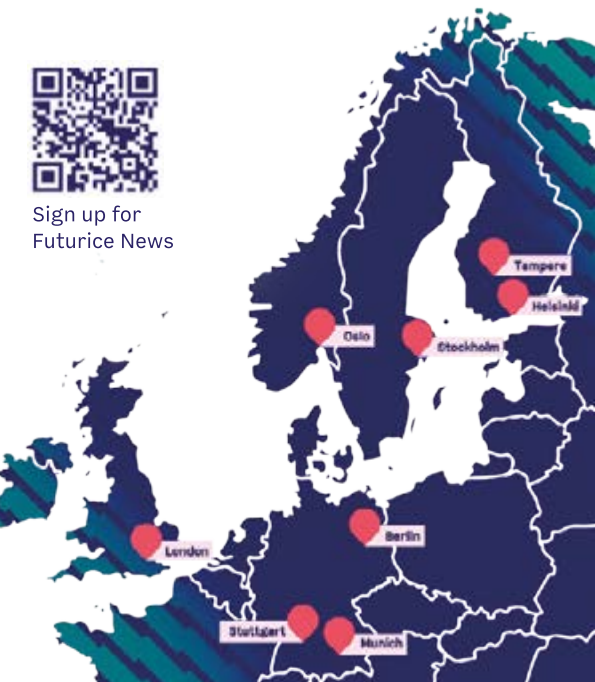 Sign up for
Futurice News
Tampere
Helsinki
Oslo
Stockholm
London
Berlin
Stuttgart
Munich